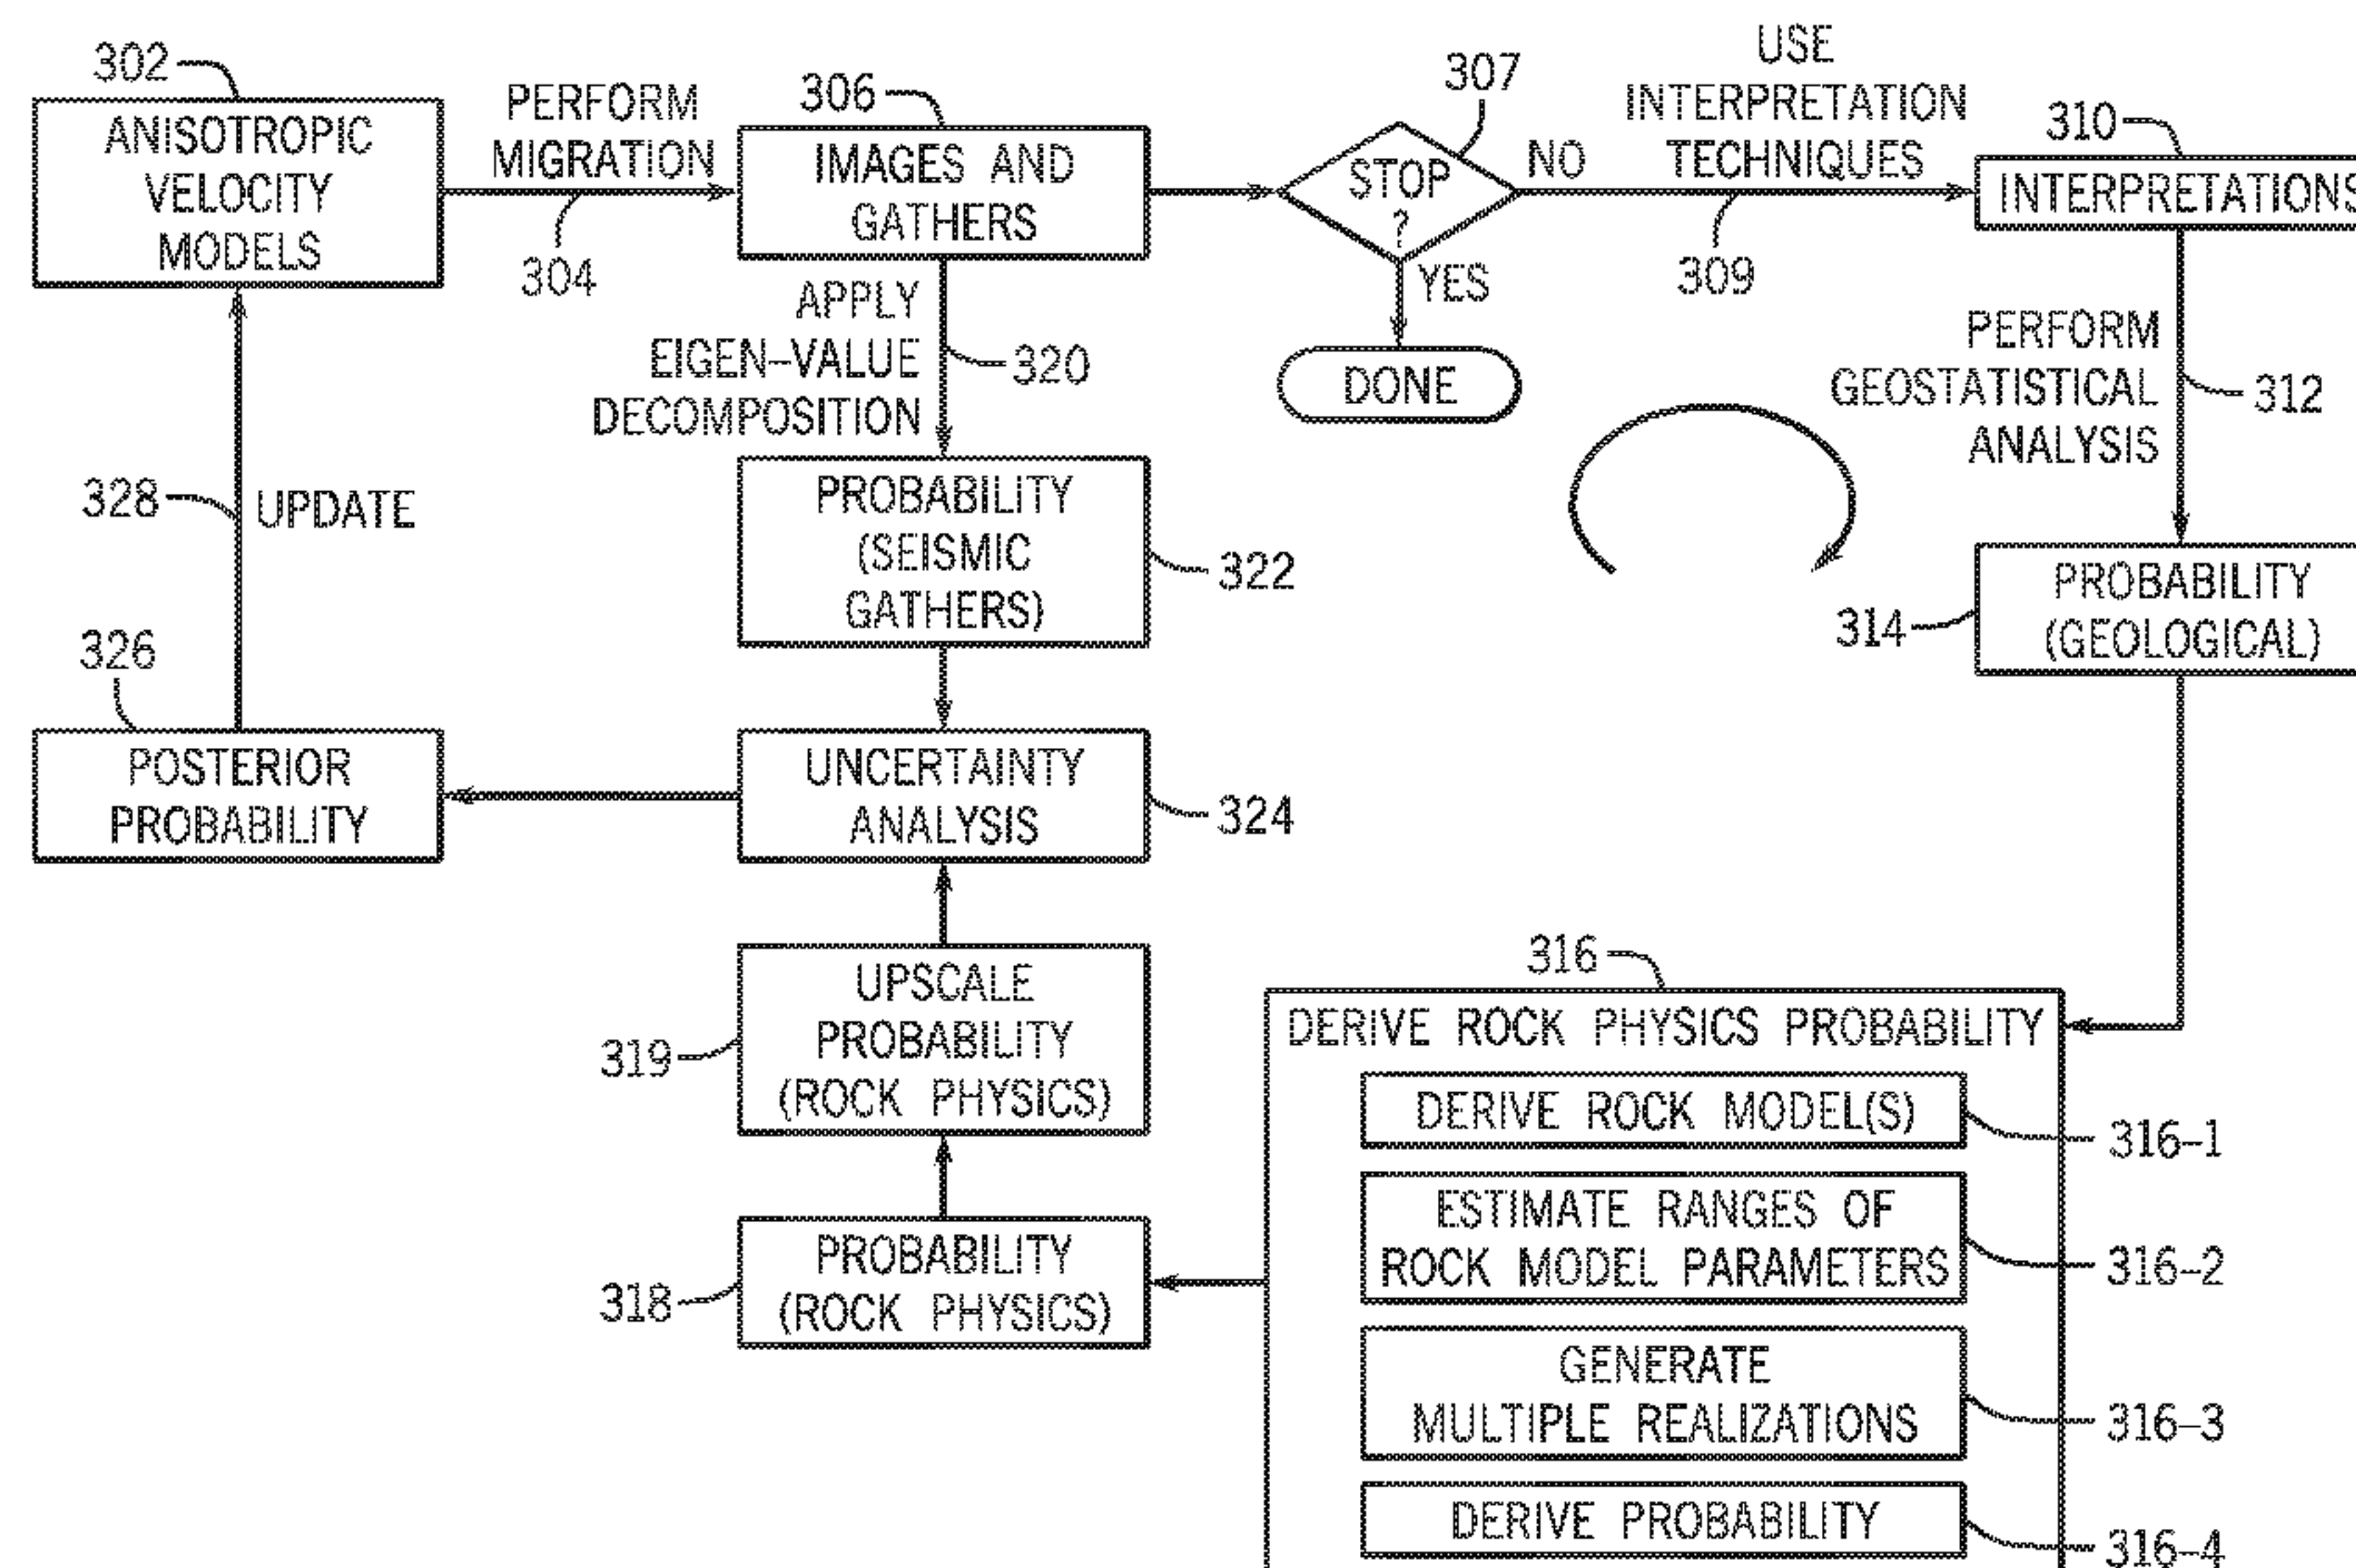 302
ANISOTROPIC
VELOCITY
MODELS
PERFORM
MIGRATION
304
306
IMAGES AND
GATHERS
307
STOP
?
NO
YES
DONE
USE
INTERPRETATION
TECHNIQUES
309
310
INTERPRETATIONS
PERFORM
GEOSTATISTICAL
ANALYSIS
312
PROBABILITY
(GEOLOGICAL)
314
APPLY
EIGEN-VALUE
DECOMPOSITION
320
PROBABILITY
(SEISMIC
GATHERS)
322
328
UPDATE
326
POSTERIOR
PROBABILITY
UNCERTAINTY
ANALYSIS
324
UPSCALE
PROBABILITY
(ROCK PHYSICS)
319
PROBABILITY
(ROCK PHYSICS)
318
316
DERIVE ROCK PHYSICS PROBABILITY
DERIVE ROCK MODEL(S)
316-1
ESTIMATE RANGES OF
ROCK MODEL PARAMETERS
316-2
GENERATE
MULTIPLE REALIZATIONS
316-3
DERIVE PROBABILITY
316-4